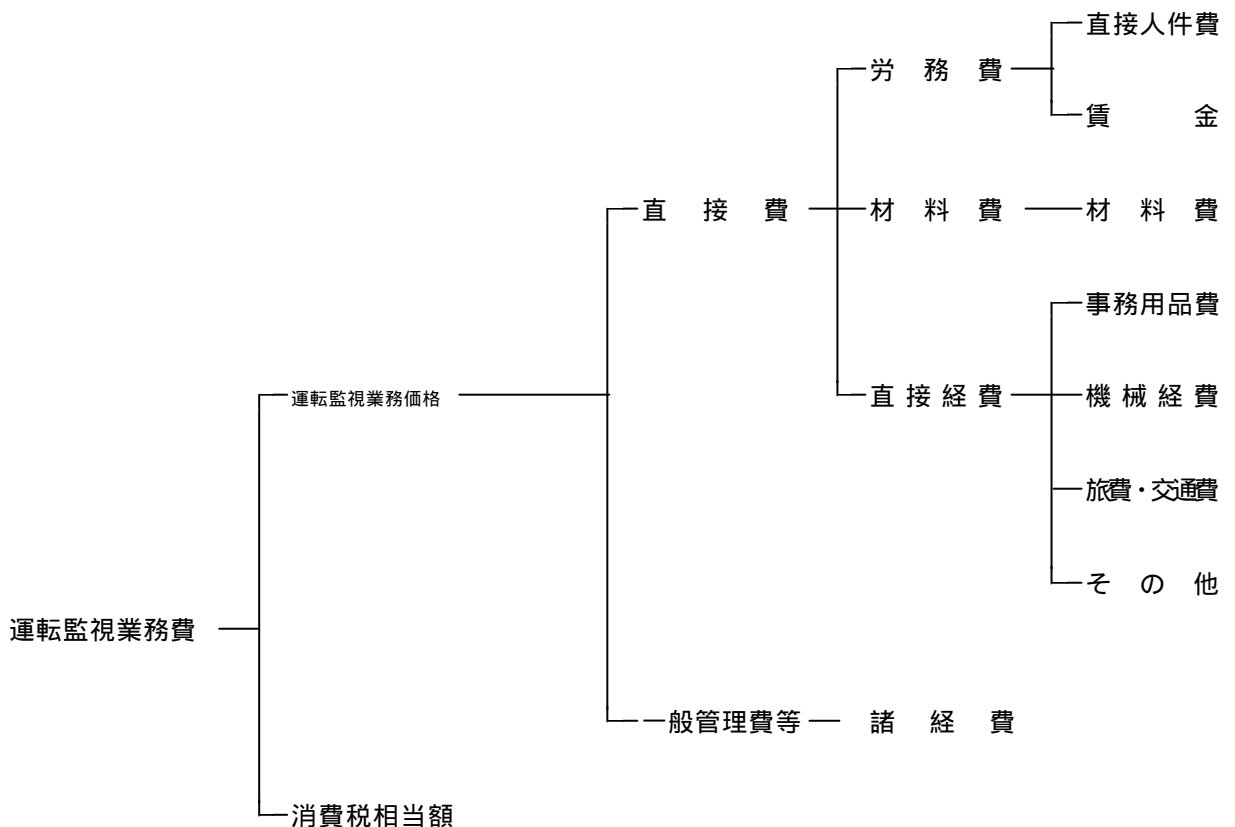 直接人件費
労務費
賃金
直接費
材料費
材料費
事務用品費
運転監視業務価格
直接経費
機械経費
旅費・交通費
その他
運転監視業務費
一般管理費等
諸経費
消費税相当額